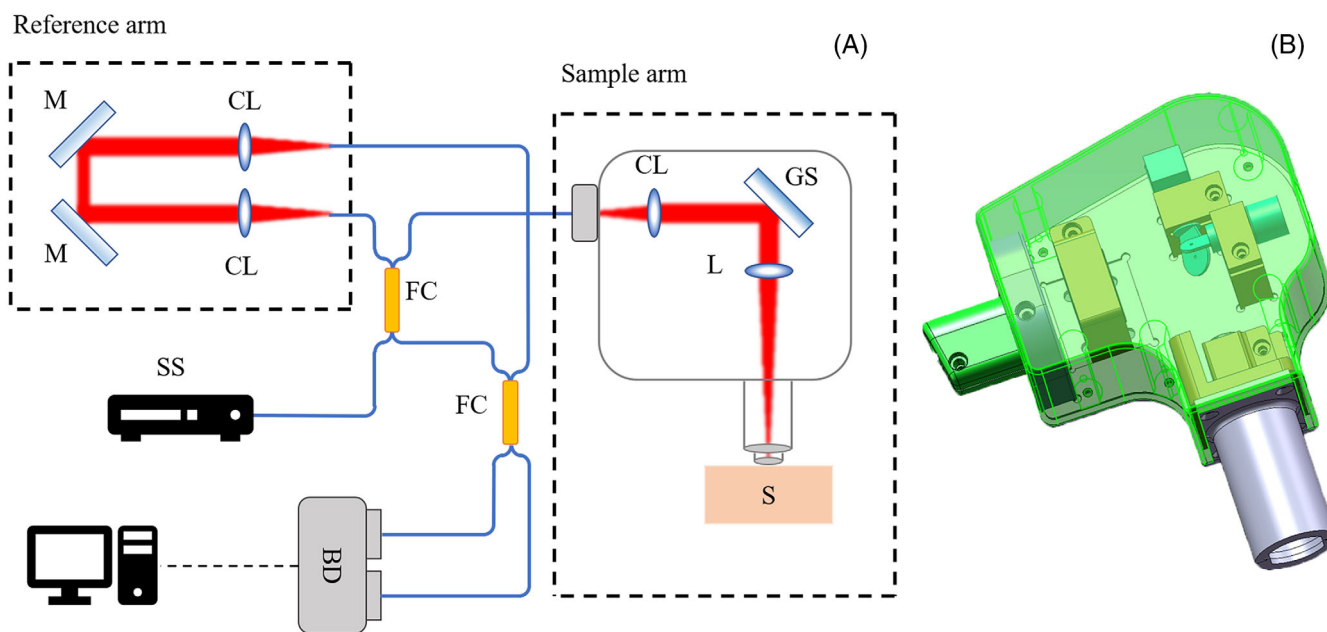 Reference arm
(A)
(B)
Sample arm
M
CL
CL
GS
M
CL
L
FC
SS
FC
S
BD